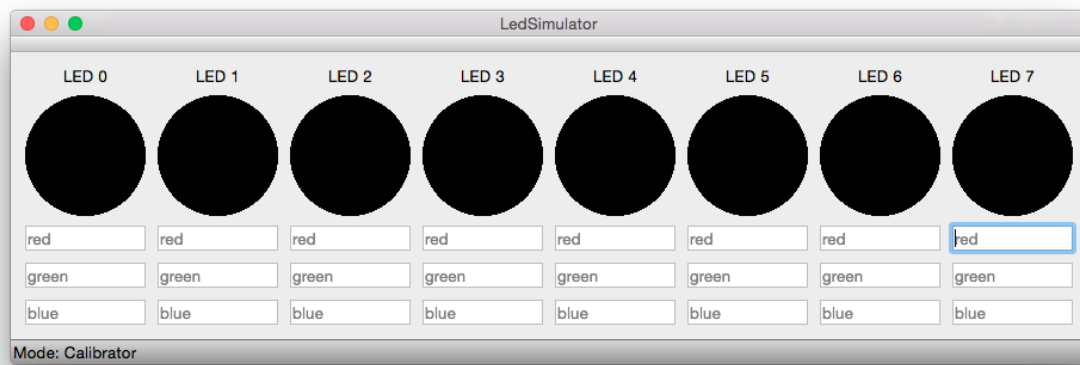 LedSimulator
LED 0 LED 1 LED 2 LED 3 LED 4 LED 5 LED 6 LED 7
red red red red red red red red
green green green green green green green green
blue blue blue blue blue blue blue blue
Mode: Calibrator